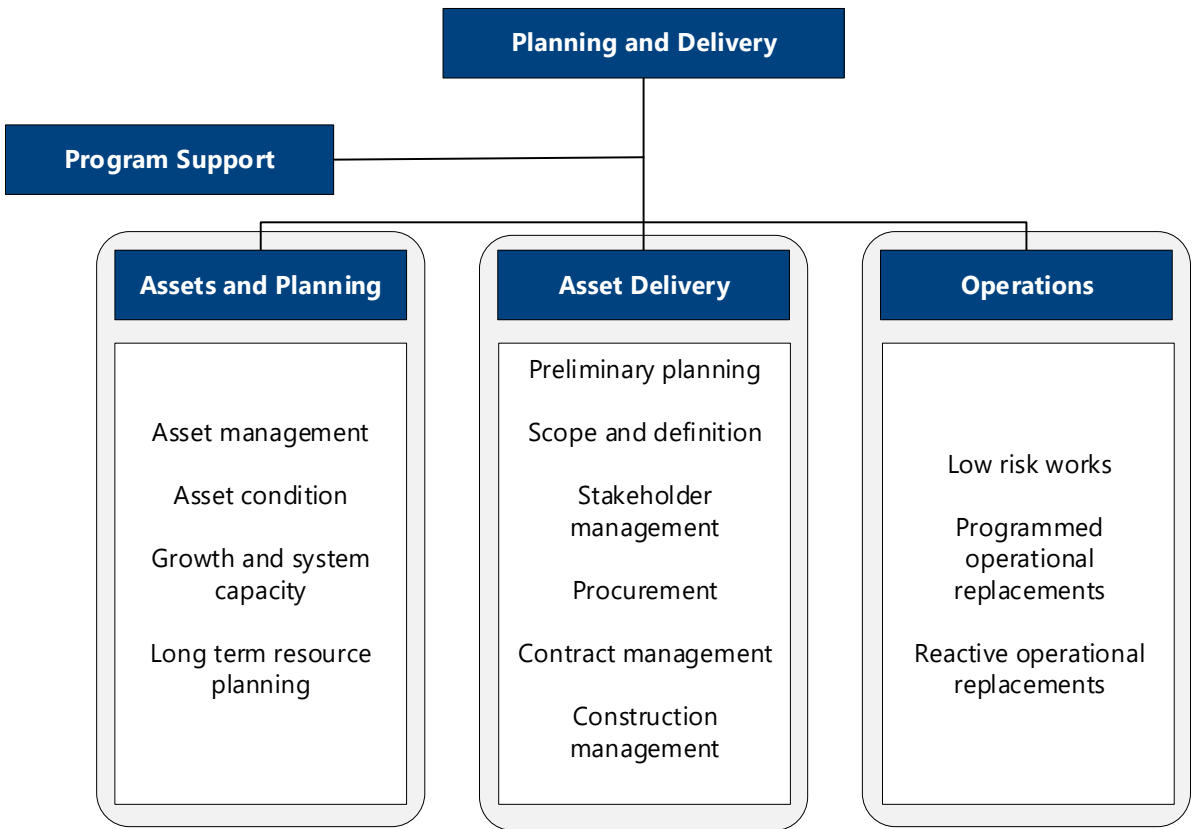 Planning and Delivery
Program Support
Assets and Planning
Asset management
Asset condition
Growth and system
capacity
Long term resource
planning
Asset Delivery
Preliminary planning
Scope and definition
Stakeholder
management
Procurement
Contract management
Construction
management
Operations
Low risk works
Programmed
operational
replacements
Reactive operational
replacements